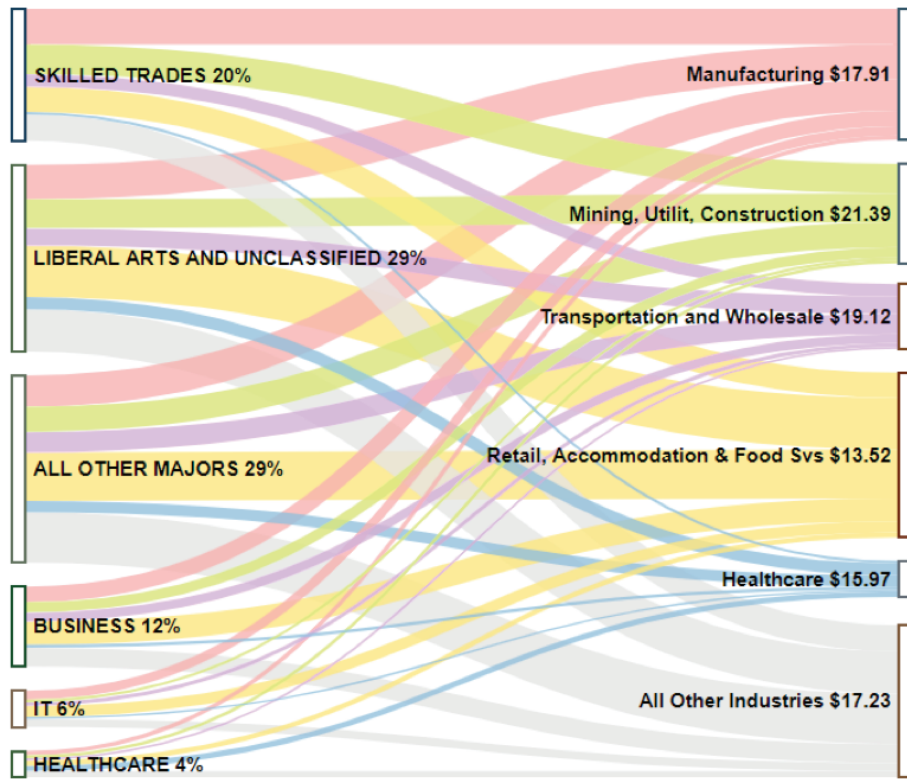 SKILLED TRADES 20%
LIBERAL ARTS AND UNCLASSIFIED 29%
ALL OTHER MAJORS 29%
BUSINESS 12%
IT 6%
HEALTHCARE 4%
Manufacturing $17.91
Mining, Utilit, Construction $21.39
Transportation and Wholesale $19.12
Retail, Accommodation & Food Svs $13.52
Healthcare $15.97
All Other Industries $17.23